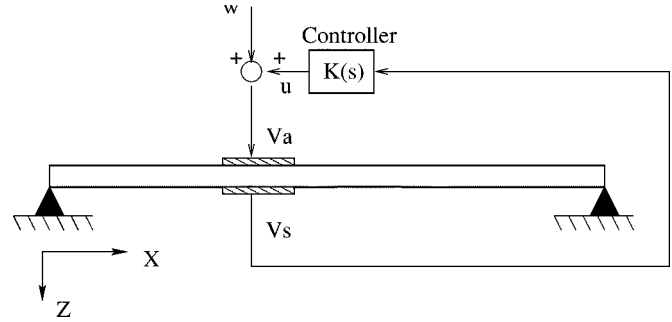 w
Controller
+ +
K(s)
u
Va
Vs
X
Z